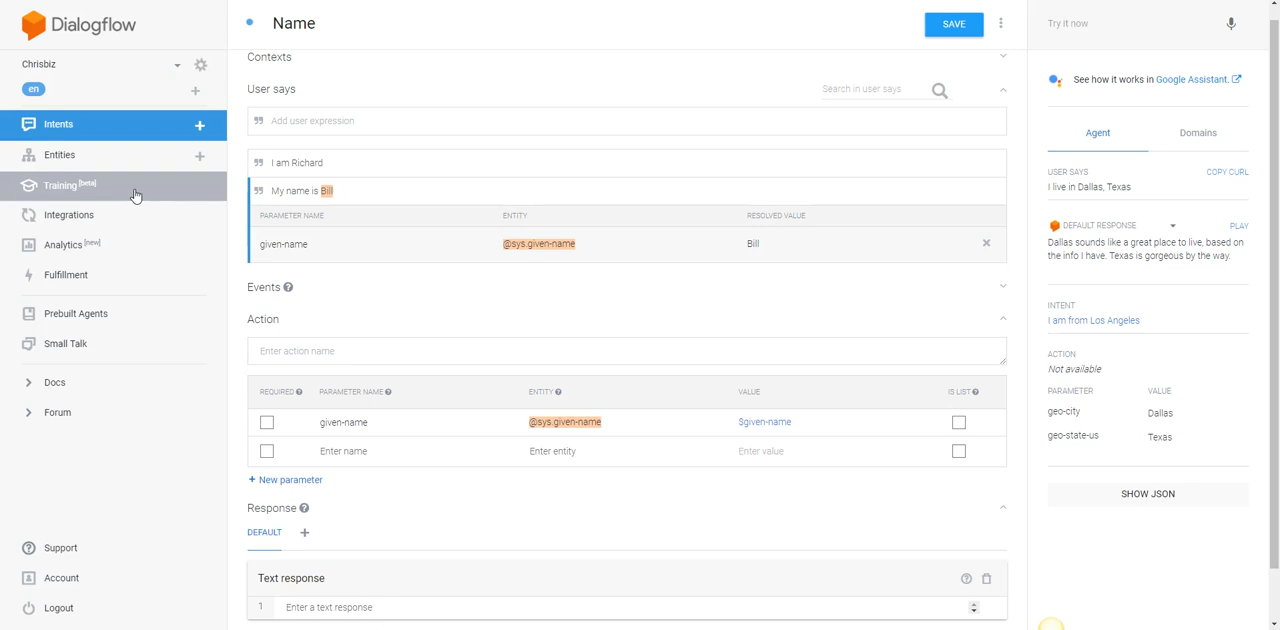 Dialogflow
Chrisbiz
en
Intents
Entities
Training [beta]
Integrations
Analytics [new]
Fulfillment
Prebuilt Agents
Small Talk
Docs
Forum
Support
Account
Logout
Name
SAVE
Contexts
User says
Search in user says
Add user expression
I am Richard
My name is Bill
PARAMETER NAME ENTITY RESOLVED VALUE
given-name @sys.given-name Bill
Events
Action
Enter action name
REQUIRED PARAMETER NAME ENTITY VALUE IS LIST
given-name @sys.given-name $given-name
Enter name Enter entity Enter value
+ New parameter
Response
DEFAULT
Text response
1 Enter a text response
Try it now
See how it works in Google Assistant.
Agent Domains
USER SAYS COPY CURL
I live in Dallas, Texas
DEFAULT RESPONSE PLAY
Dallas sounds like a great place to live, based on
the info I have. Texas is gorgeous by the way.
INTENT
I am from Los Angeles
ACTION
Not available
PARAMETER VALUE
geo-city Dallas
geo-state-us Texas
SHOW JSON